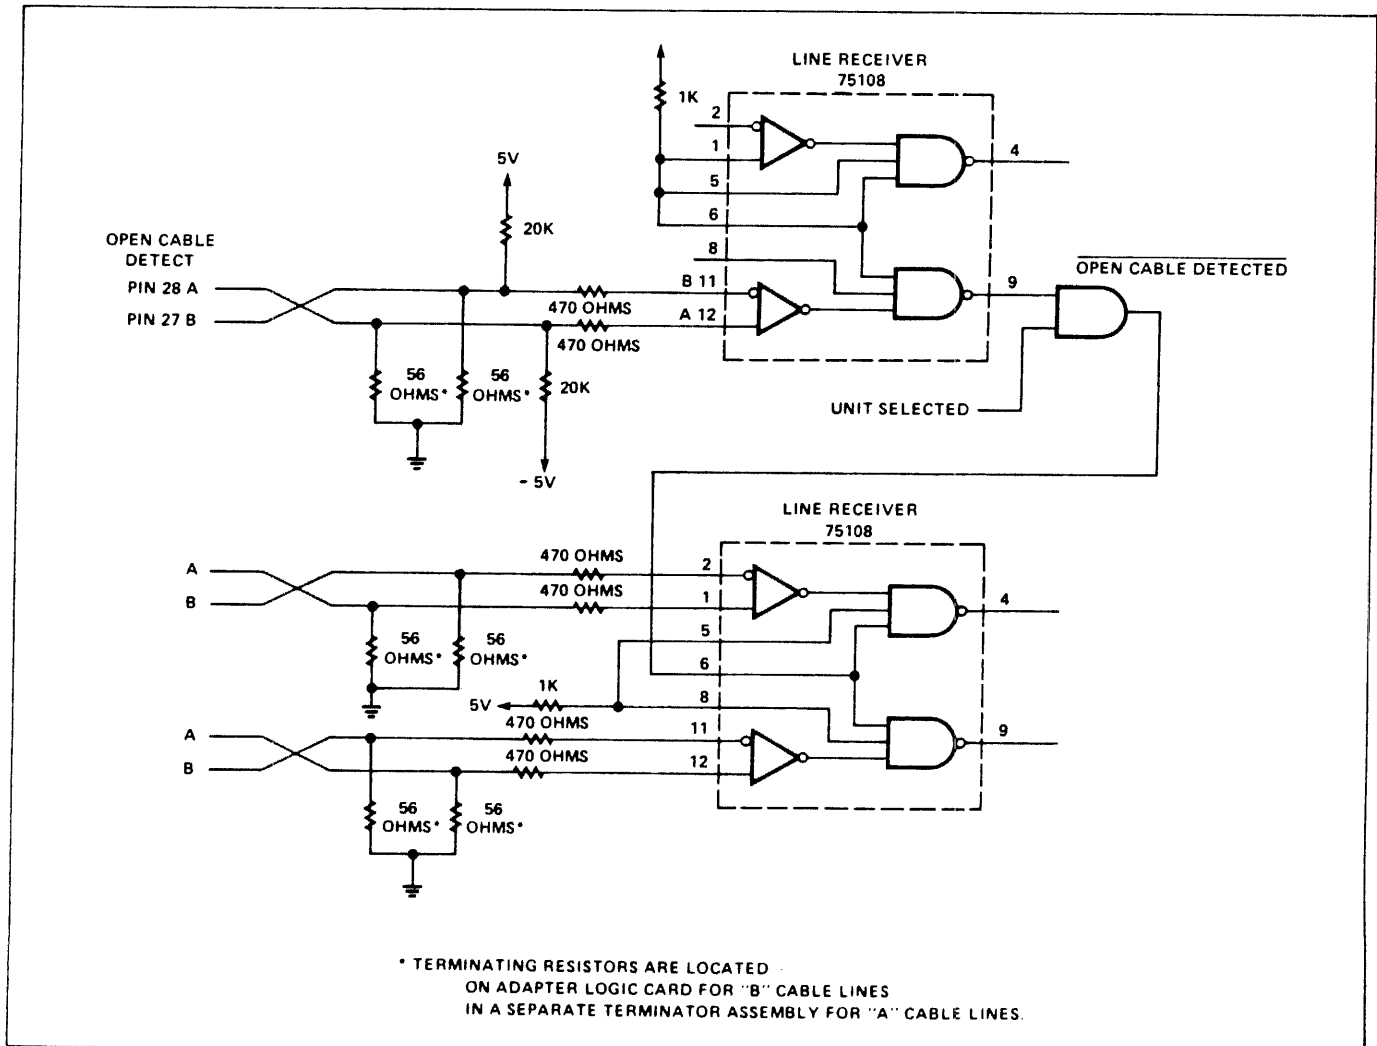 LINE RECEIVER
75108
1K
2
1
5
6
4
5V
20K
OPEN CABLE
DETECT
PIN 28 A
PIN 27 B
8
B 11
470 OHMS
A 12
470 OHMS
9
OPEN CABLE DETECTED
56
OHMS*
56
OHMS*
20K
UNIT SELECTED
- 5V
LINE RECEIVER
75108
A
B
470 OHMS
2
470 OHMS
1
4
56
OHMS*
56
OHMS*
5
6
1K
5V
8
470 OHMS
A
B
11
470 OHMS
12
9
56
OHMS*
56
OHMS*
* TERMINATING RESISTORS ARE LOCATED
ON ADAPTER LOGIC CARD FOR "B" CABLE LINES
IN A SEPARATE TERMINATOR ASSEMBLY FOR "A" CABLE LINES.